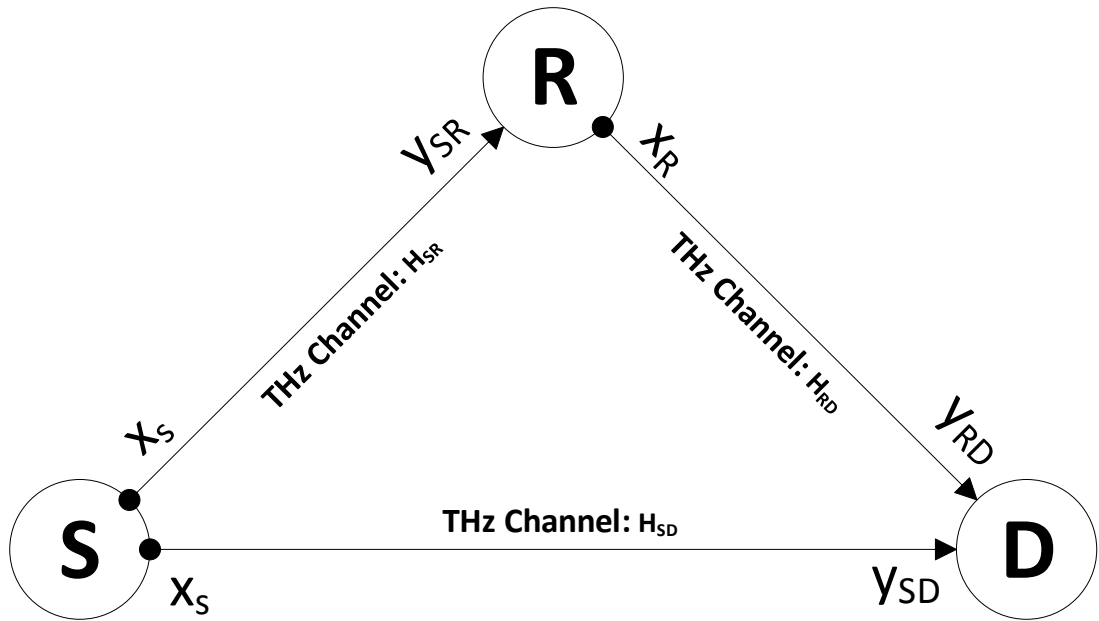 R
ySR
xR
THz Channel: HSR
THz Channel: HRD
xS
yRD
S
THz Channel: HSD
D
xS
ySD